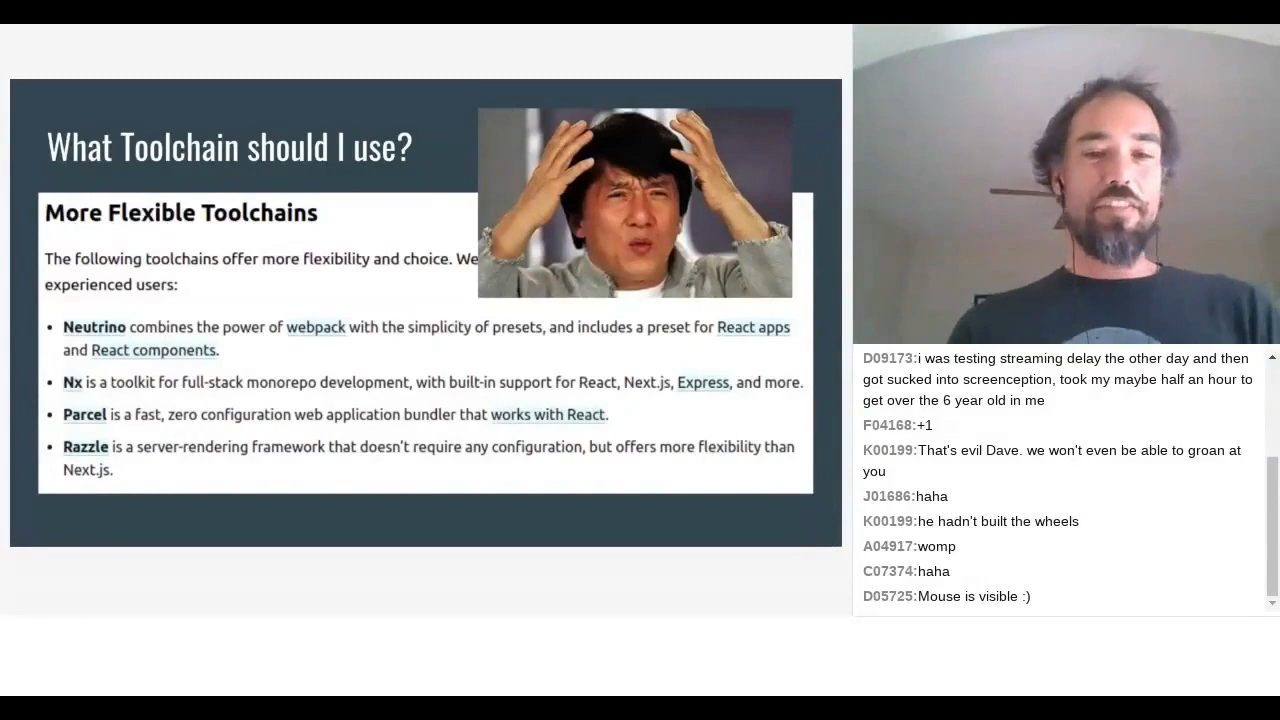 What Toolchain should I use?
More Flexible Toolchains
The following toolchains offer more flexibility and choice. We
experienced users:
• Neutrino combines the power of webpack with the simplicity of presets, and includes a preset for React apps
and React components.
• Nx is a toolkit for full-stack monorepo development, with built-in support for React, Next.js, Express, and more.
• Parcel is a fast, zero configuration web application bundler that works with React.
• Razzle is a server-rendering framework that doesn't require any configuration, but offers more flexibility than
Next.js.
D09173:i was testing streaming delay the other day and then
got sucked into screenception, took my maybe half an hour to
get over the 6 year old in me
F04168:+1
K00199:That's evil Dave. we won't even be able to groan at
you
J01686:haha
K00199:he hadn't built the wheels
A04917:womp
C07374:haha
D05725:Mouse is visible :)